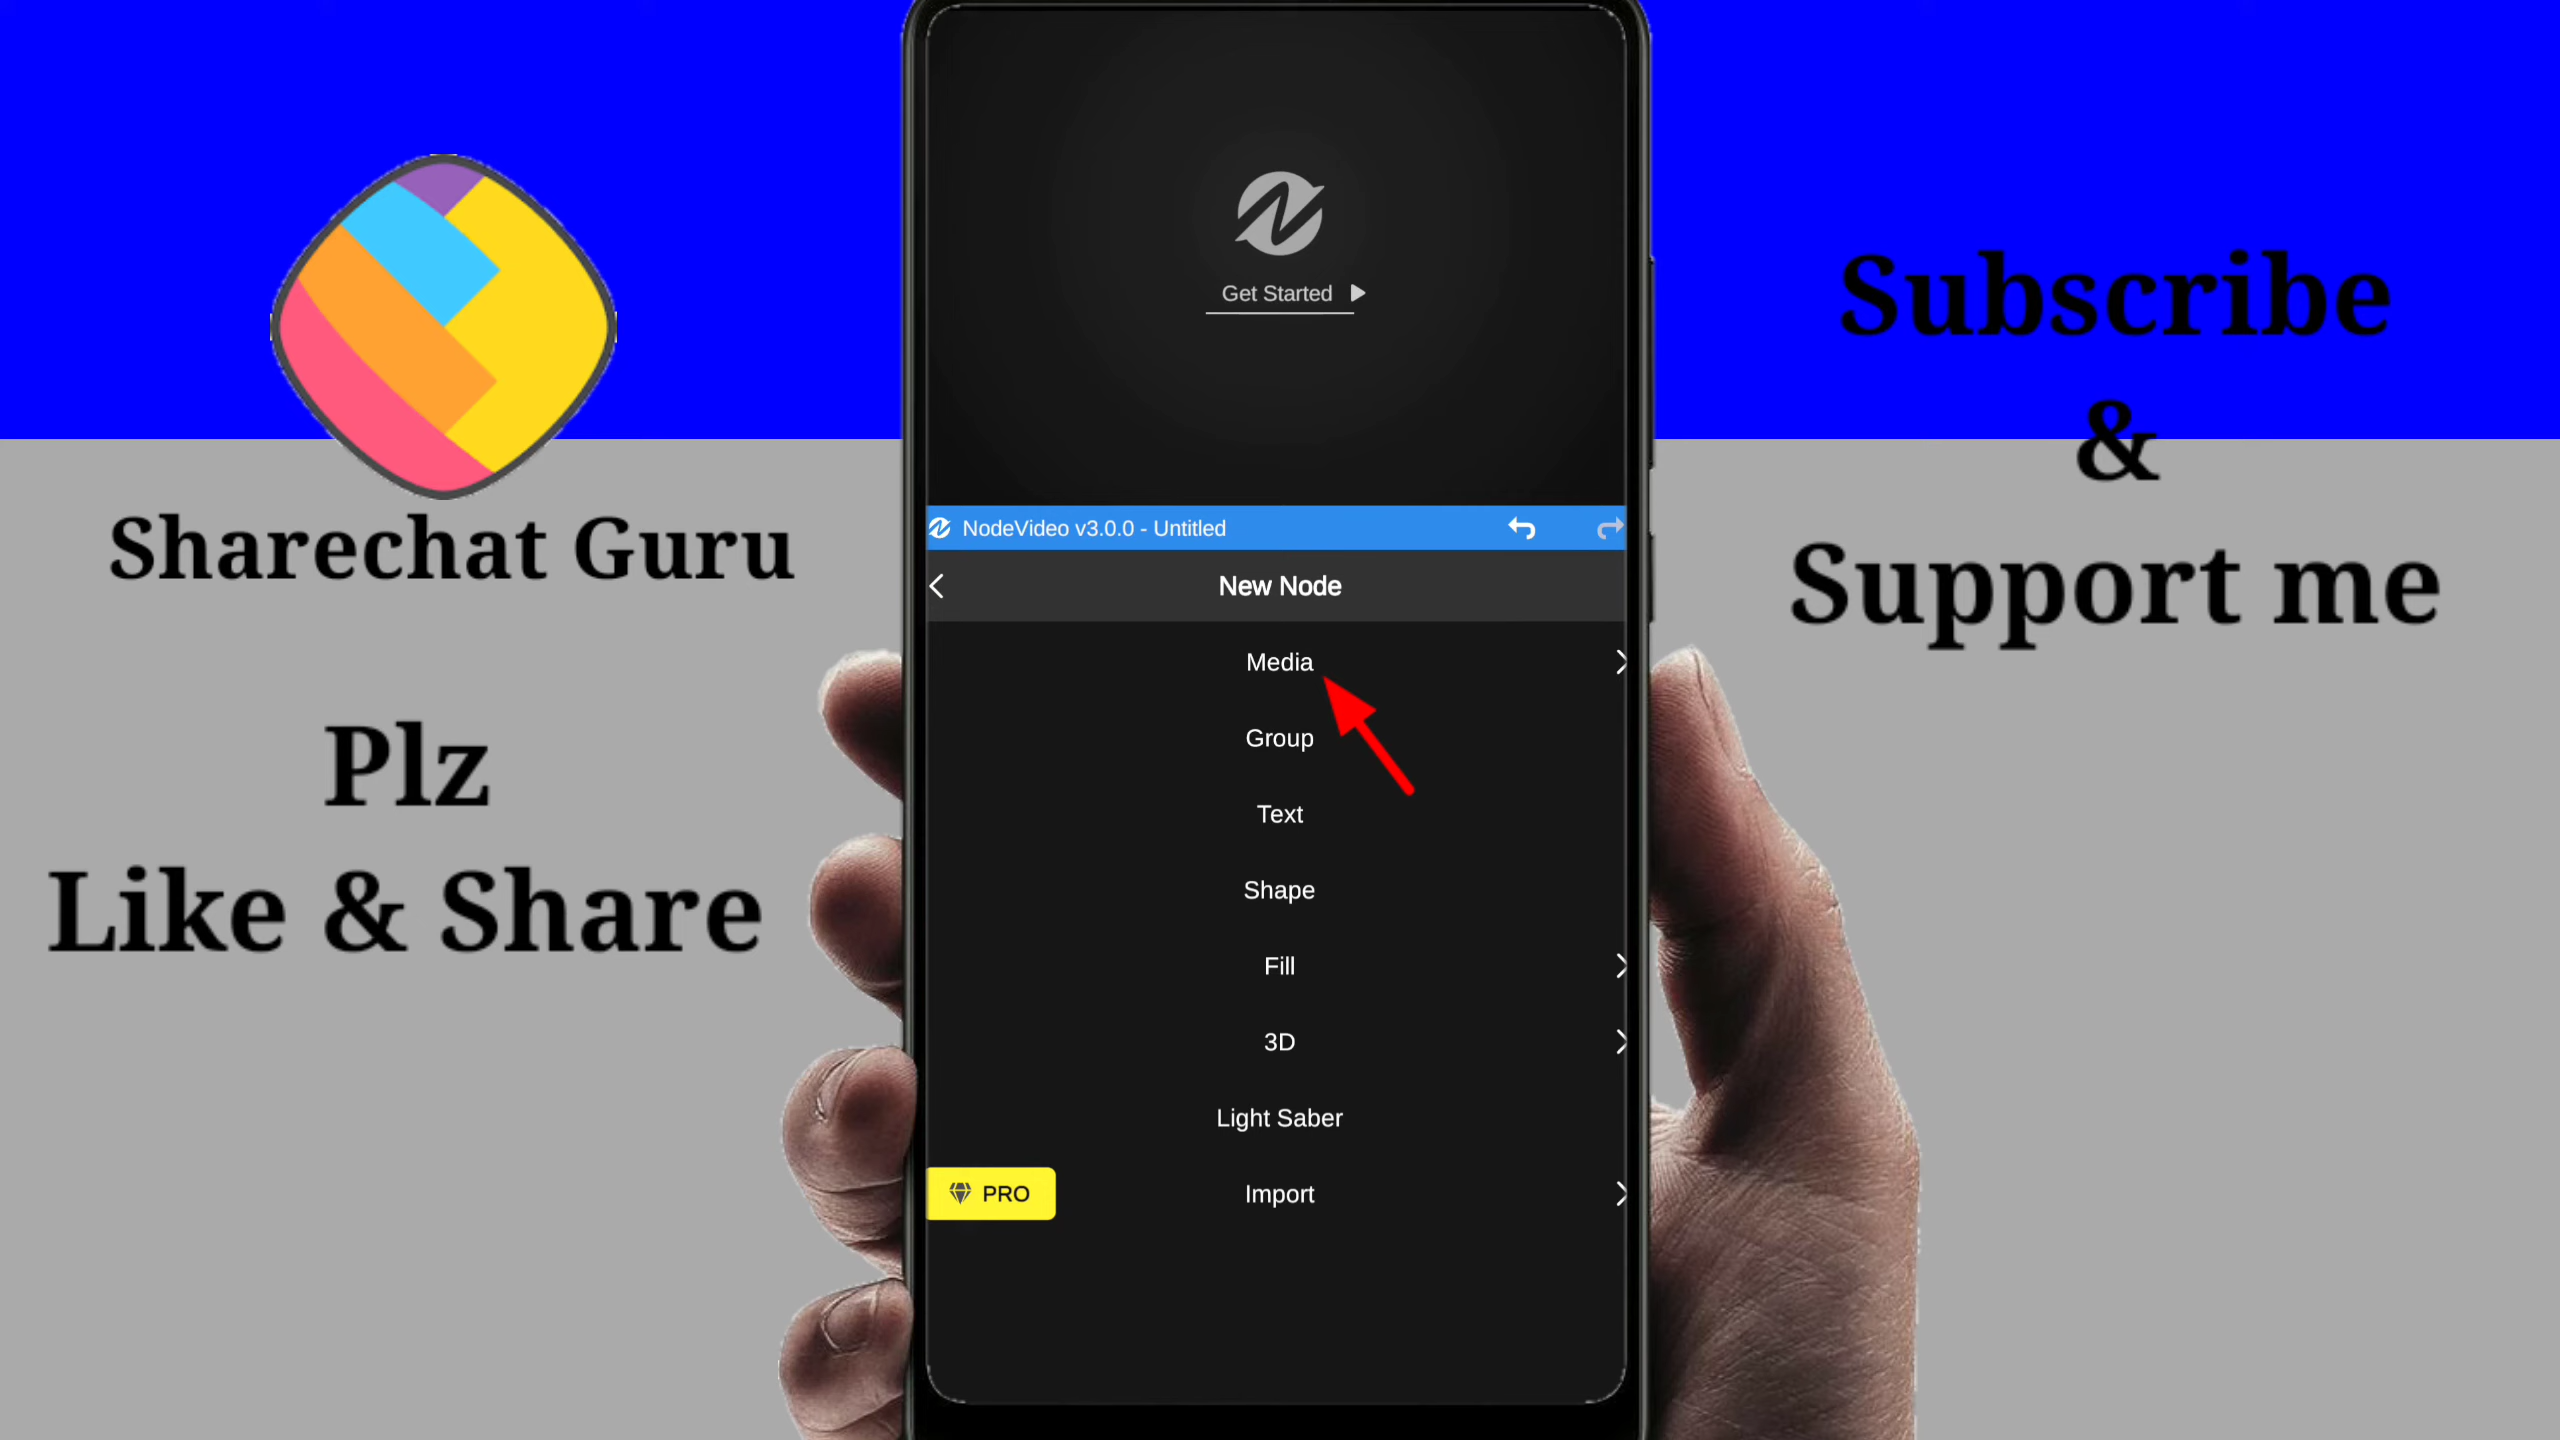 Sharechat Guru
Plz
Like & Share
Get Started
NodeVideo v3.0.0 - Untitled
New Node
Media
Group
Text
Shape
Fill
3D
Light Saber
PRO
Import
Subscribe
&
Support me